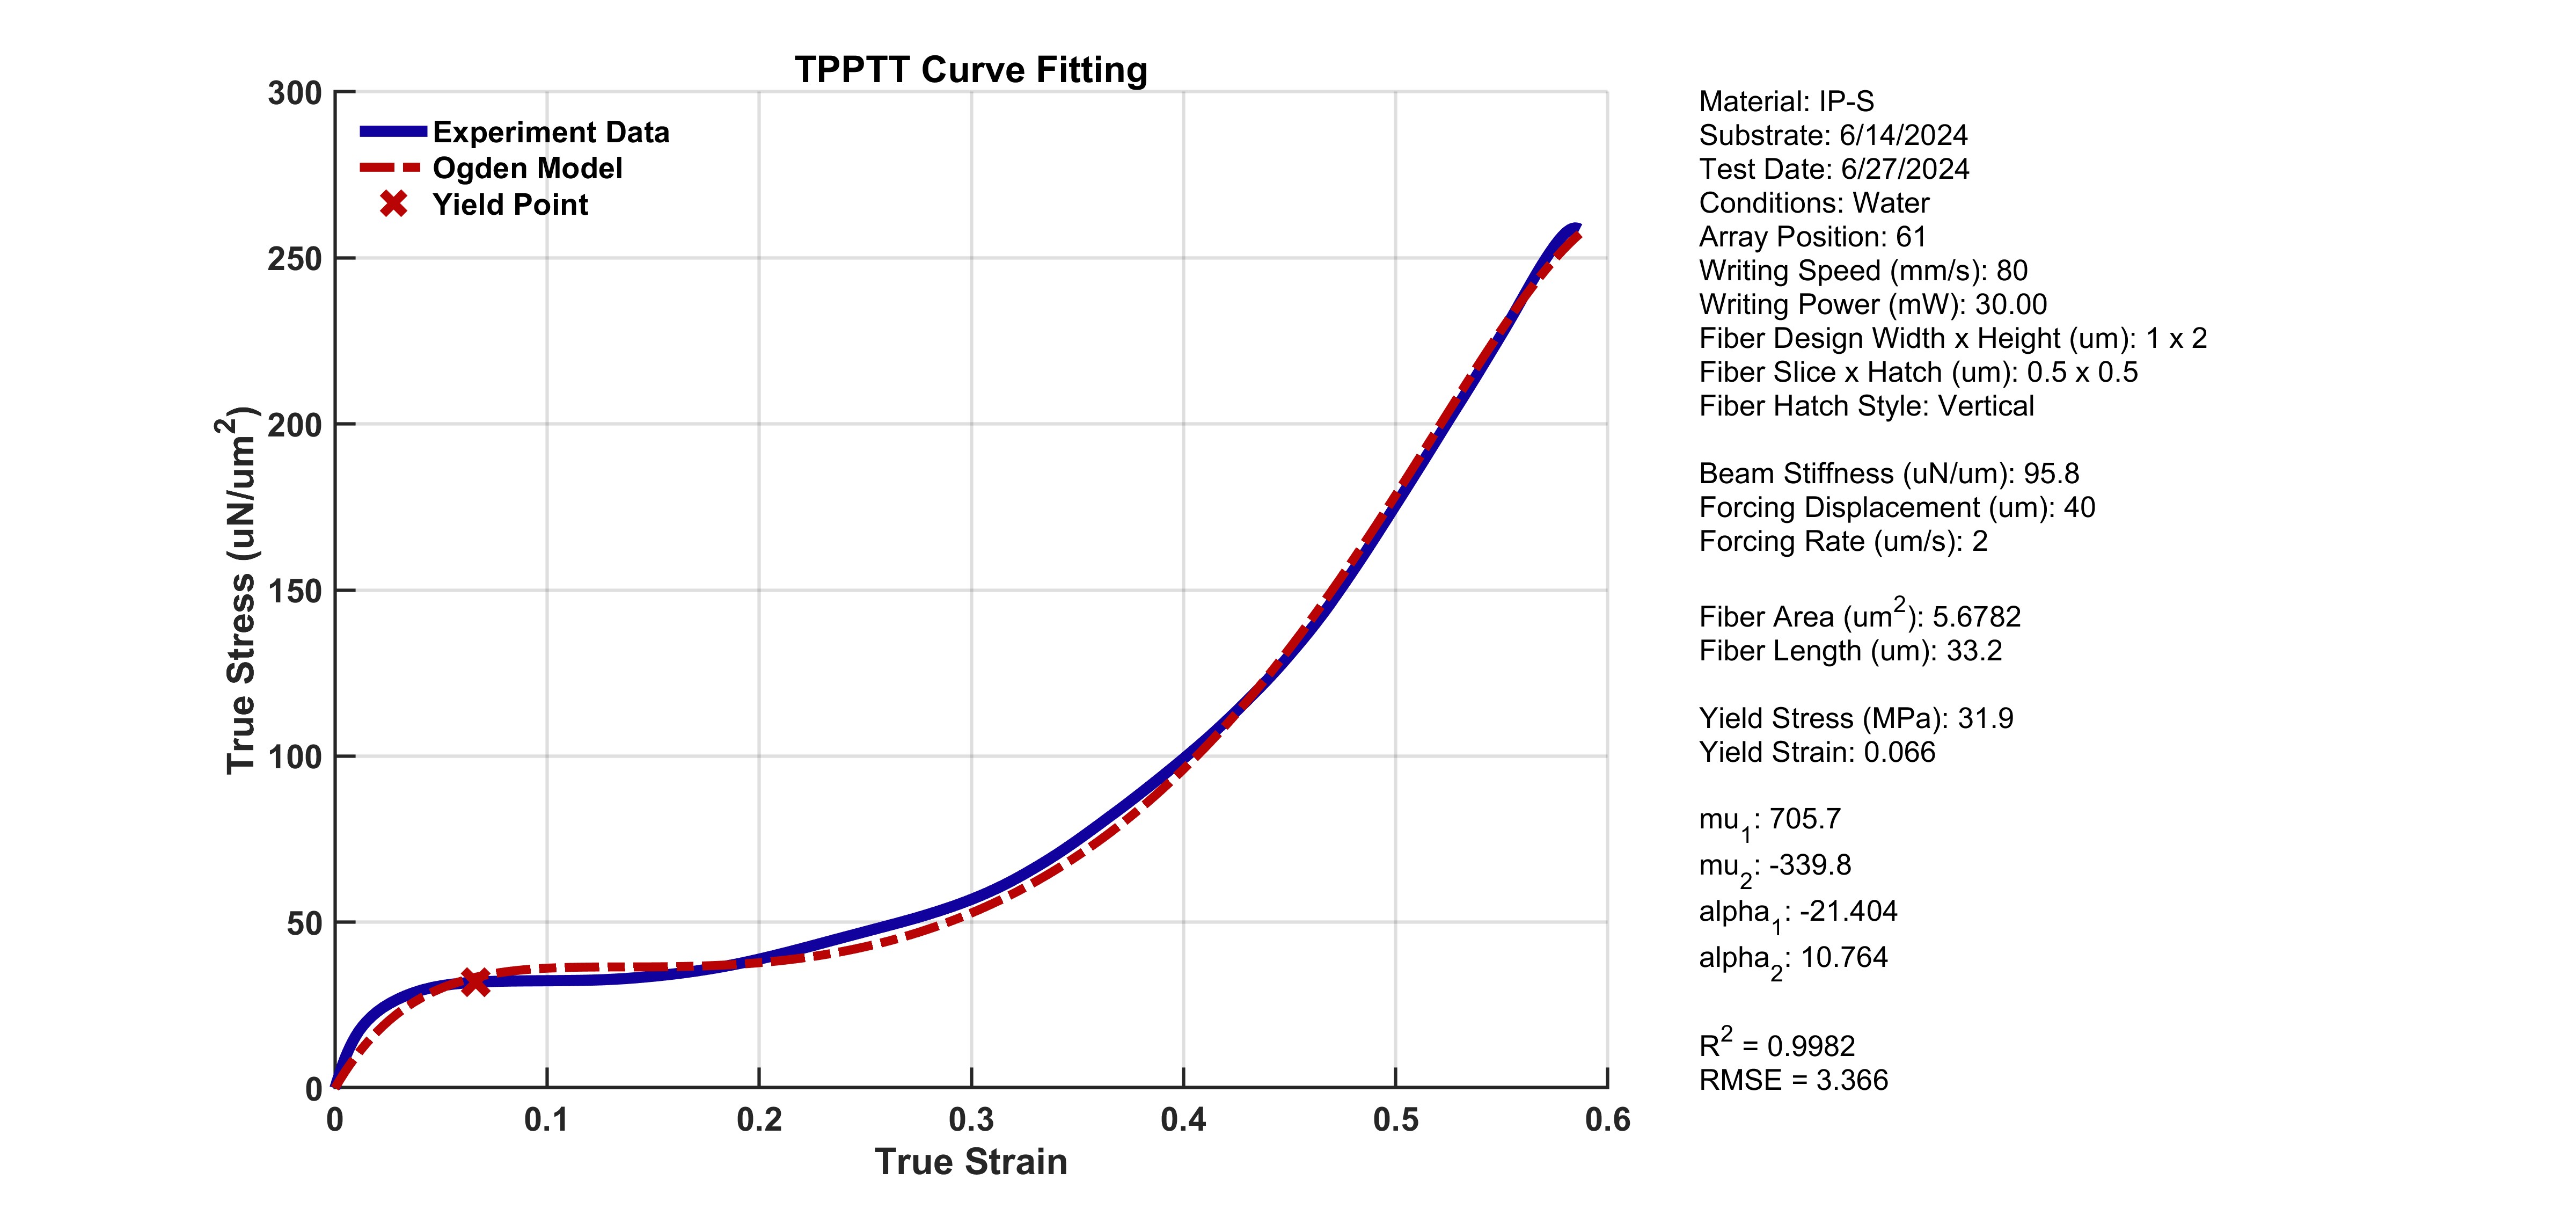 TPPTT Curve Fitting
300
250
200
150
100
50
0
True Stress (uN/um²)
Experiment Data
Ogden Model
Yield Point
0 0.1 0.2 0.3 0.4 0.5 0.6
True Strain
Material: IP-S
Substrate: 6/14/2024
Test Date: 6/27/2024
Conditions: Water
Array Position: 61
Writing Speed (mm/s): 80
Writing Power (mW): 30.00
Fiber Design Width x Height (um): 1 x 2
Fiber Slice x Hatch (um): 0.5 x 0.5
Fiber Hatch Style: Vertical
Beam Stiffness (uN/um): 95.8
Forcing Displacement (um): 40
Forcing Rate (um/s): 2
Fiber Area (um²): 5.6782
Fiber Length (um): 33.2
Yield Stress (MPa): 31.9
Yield Strain: 0.066
mu₁: 705.7
mu₂: -339.8
alpha₁: -21.404
alpha₂: 10.764
R² = 0.9982
RMSE = 3.366